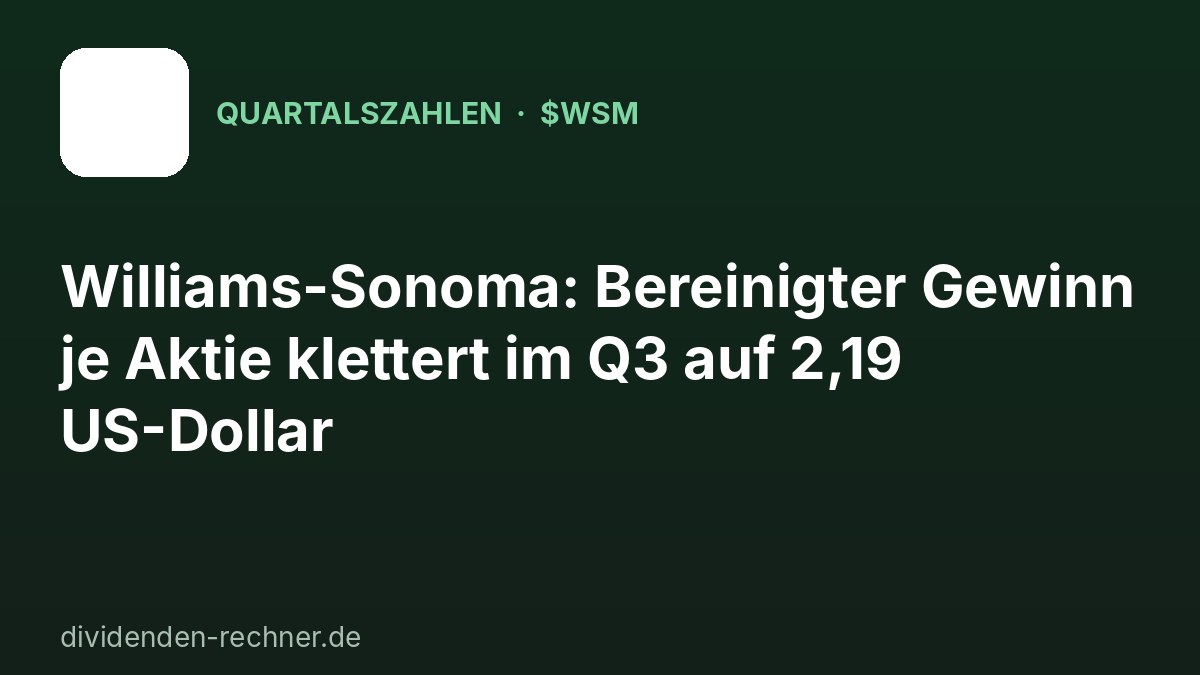 QUARTALSZAHLEN · $WSM
Williams-Sonoma: Bereinigter Gewinn
je Aktie klettert im Q3 auf 2,19
US-Dollar
dividenden-rechner.de